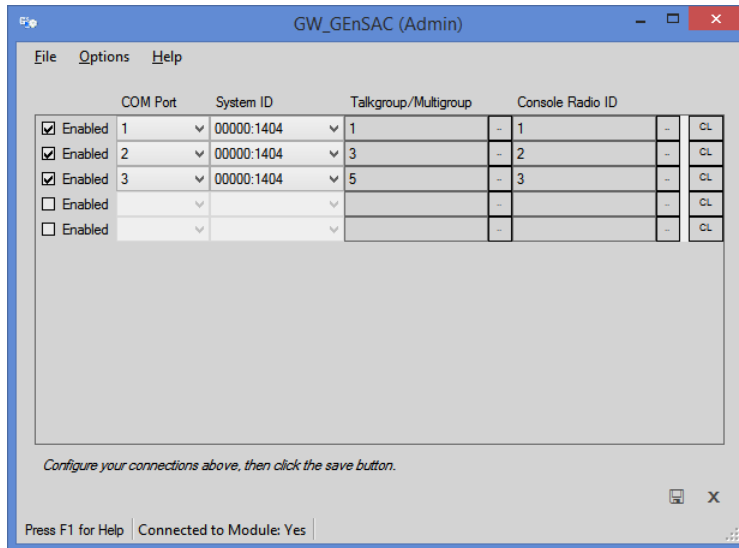 GW_GEnSAC (Admin)
File Options Help
COM Port System ID Talkgroup/Multigroup Console Radio ID
Enabled 1 00000:1404 1 .. 1 .. CL
Enabled 2 00000:1404 3 .. 2 .. CL
Enabled 3 00000:1404 5 .. 3 .. CL
Enabled .. .. CL
Enabled .. .. CL
Configure your connections above, then click the save button.
X
Press F1 for Help Connected to Module: Yes